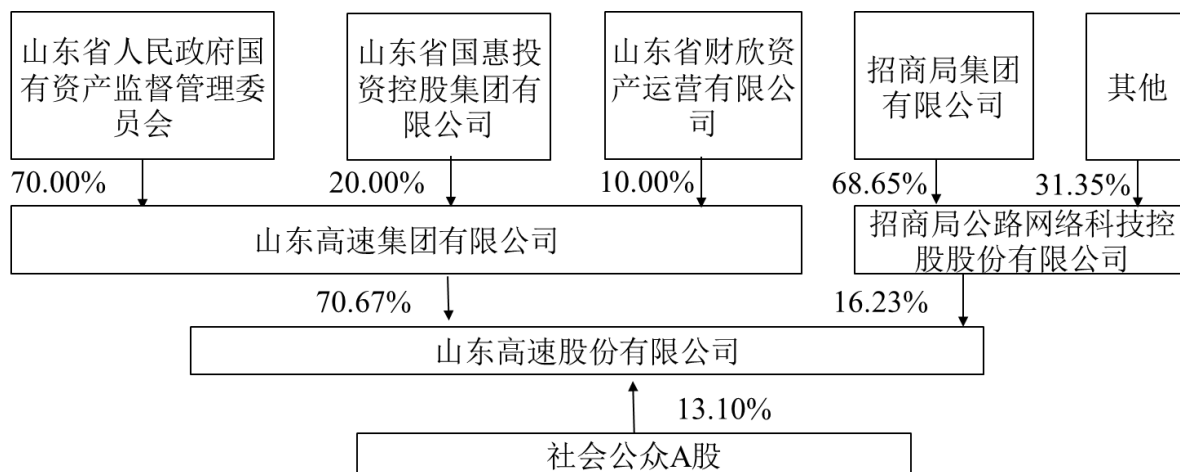 山东省人民政府国
有资产监督管理委
员会
山东省国惠投
资控股集团有
限公司
山东省财欣资
产运营有限公
司
招商局集团
有限公司
其他
70.00%
20.00%
10.00%
68.65%
31.35%
山东高速集团有限公司
招商局公路网络科技控
股股份有限公司
70.67%
16.23%
山东高速股份有限公司
13.10%
社会公众A股